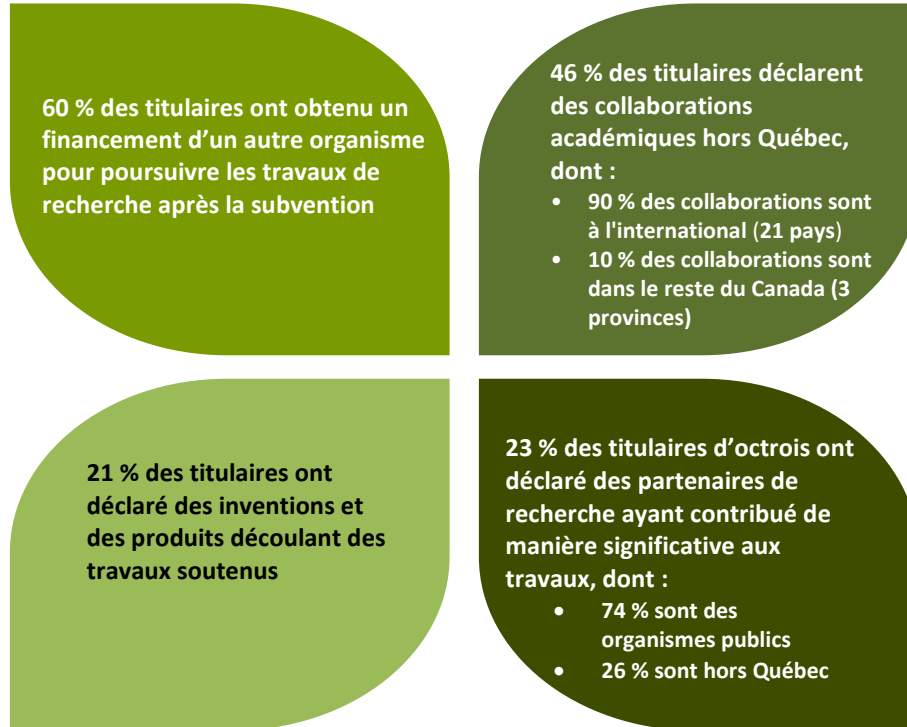 60 % des titulaires ont obtenu un
financement d’un autre organisme
pour poursuivre les travaux de
recherche après la subvention
46 % des titulaires déclarent
des collaborations
académiques hors Québec,
dont :
• 90 % des collaborations sont
à l'international (21 pays)
• 10 % des collaborations sont
dans le reste du Canada (3
provinces)
21 % des titulaires ont
déclaré des inventions et
des produits découlant des
travaux soutenus
23 % des titulaires d’octrois ont
déclaré des partenaires de
recherche ayant contribué de
manière significative aux
travaux, dont :
• 74 % sont des
organismes publics
• 26 % sont hors Québec